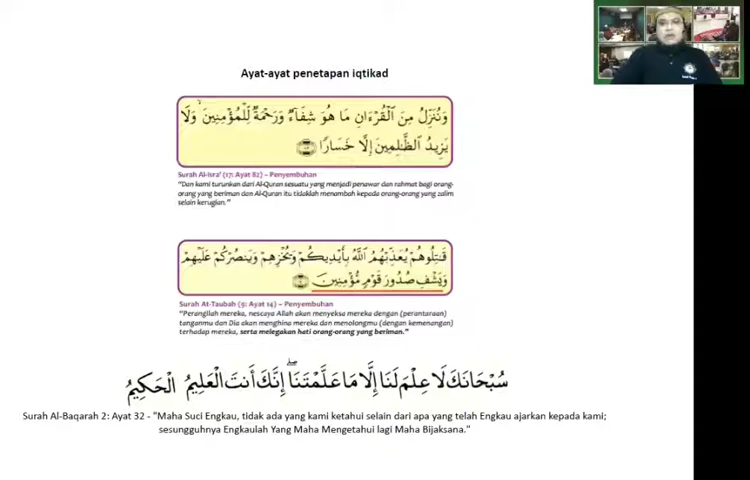 Ayat-ayat penetapan iqtikad
وَنُنَزِّلُ مِنَ ٱلْقُرْءَانِ مَا هُوَ شِفَآءٌ وَرَحْمَةٌ لِّلْمُؤْمِنِينَ ۙ وَلَا
يَزِيدُ ٱلظَّٰلِمِينَ إِلَّا خَسَارًا
Surah Al-Isra' (17: Ayat 82) – Penyembuhan
"Dan kami turunkan dari Al-Quran sesuatu yang menjadi penawar dan rahmat bagi orang-
orang yang beriman dan Al-Quran itu tidaklah menambah kepada orang-orang yang zalim
selain kerugian."
قَٰتِلُوهُمْ يُعَذِّبْهُمُ ٱللَّهُ بِأَيْدِيكُمْ وَيُخْزِهِمْ وَيَنصُرْكُمْ عَلَيْهِمْ
وَيَشْفِ صُدُورَ قَوْمٍ مُّؤْمِنِينَ
Surah At-Taubah (9: Ayat 14) – Penyembuhan
"Perangilah mereka, nescaya Allah akan menyeksa mereka dengan (perantaraan)
tanganmu dan Dia akan menghina mereka dan menolongmu (dengan kemenangan)
terhadap mereka, serta melegakan hati orang-orang yang beriman."
سُبْحَانَكَ لَا عِلْمَ لَنَا إِلَّا مَا عَلَّمْتَنَا ۖ إِنَّكَ أَنتَ الْعَلِيمُ الْحَكِيمُ
Surah Al-Baqarah 2: Ayat 32 - "Maha Suci Engkau, tidak ada yang kami ketahui selain dari apa yang telah Engkau ajarkan kepada kami;
sesungguhnya Engkaulah Yang Maha Mengetahui lagi Maha Bijaksana."